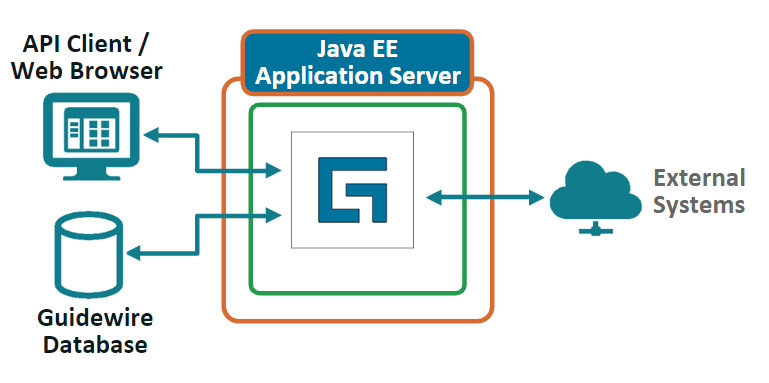 API Client /
Web Browser
Java EE
Application Server
External
Systems
Guidewire
Database